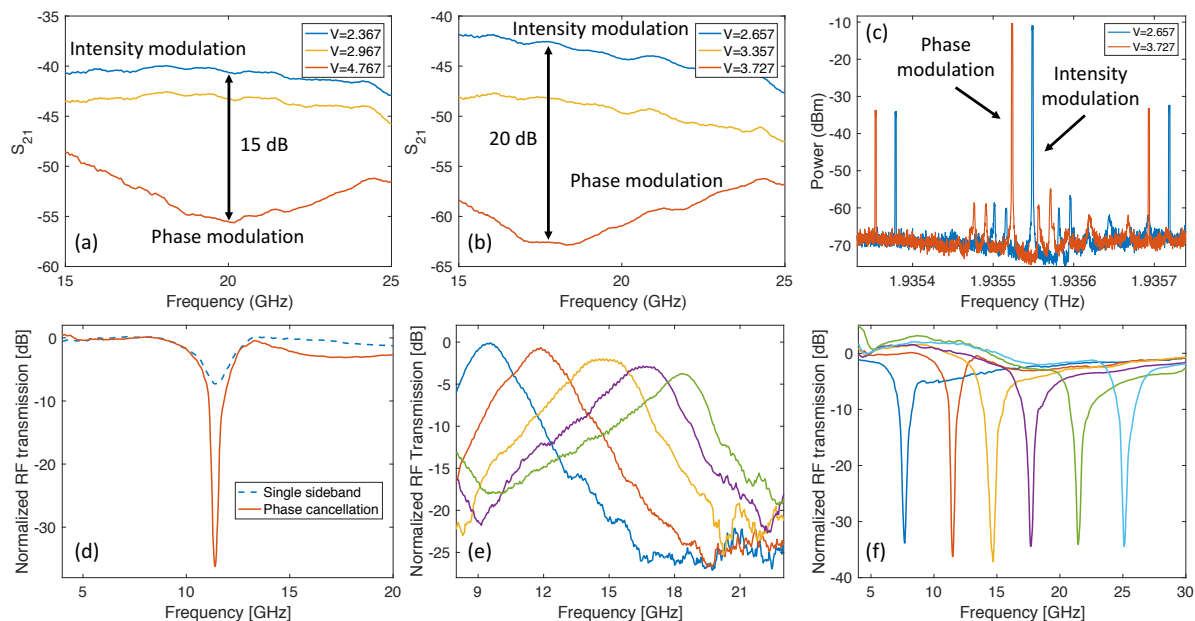 -35
-40
-45
-50
-55
-60
S21
Intensity modulation
V=2.367
V=2.967
V=4.767
15 dB
(a)
Phase modulation
15
20
25
Frequency (GHz)
-40
-45
-50
-55
-60
-65
S21
Intensity modulation
V=2.657
V=3.357
V=3.727
20 dB
Phase modulation
(b)
15
20
25
Frequency (GHz)
-10
-20
-30
-40
-50
-60
-70
Power (dBm)
(c)
V=2.657
V=3.727
Phase
modulation
Intensity
modulation
1.9354
1.9355
1.9356
1.9357
Frequency (THz)
0
-10
-20
-30
Normalized RF transmission [dB]
Single sideband
Phase cancellation
(d)
5
10
15
20
Frequency [GHz]
0
-5
-10
-15
-20
-25
Normalized RF Transmission [dB]
(e)
9
12
15
18
21
Frequency [GHz]
0
-10
-20
-30
-40
Normalized RF transmission [dB]
(f)
5
10
15
20
25
30
Frequency [GHz]